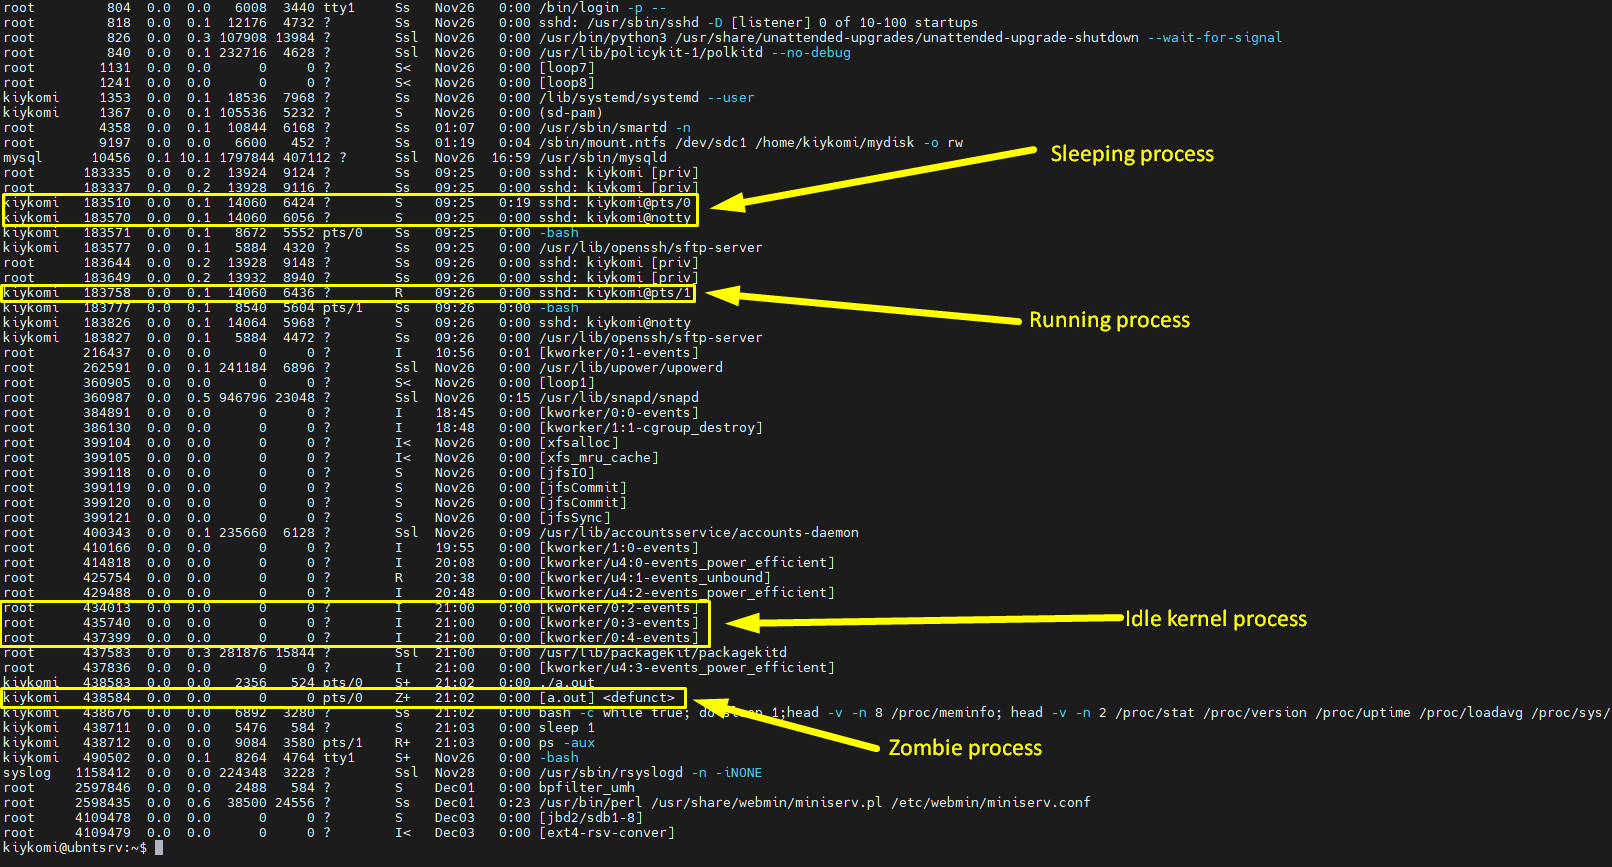 root         804  0.0  0.0   6008  3440 tty1     Ss   Nov26   0:00 /bin/login -p --
root         818  0.0  0.1  12176  4732 ?        Ss   Nov26   0:00 sshd: /usr/sbin/sshd -D [listener] 0 of 10-100 startups
root         826  0.0  0.3 107908 13984 ?        Ssl  Nov26   0:00 /usr/bin/python3 /usr/share/unattended-upgrades/unattended-upgrade-shutdown --wait-for-signal
root         840  0.0  0.1 232716  4628 ?        Ssl  Nov26   0:00 /usr/lib/policykit-1/polkitd --no-debug
root        1131  0.0  0.0      0     0 ?        S<   Nov26   0:00 [loop7]
root        1241  0.0  0.0      0     0 ?        S<   Nov26   0:00 [loop8]
kiykomi     1353  0.0  0.1  18536  7968 ?        Ss   Nov26   0:00 /lib/systemd/systemd --user
kiykomi     1367  0.0  0.1 105536  5232 ?        S    Nov26   0:00 (sd-pam)
root        4358  0.0  0.1  10844  6168 ?        Ss   01:07   0:00 /usr/sbin/smartd -n
root        9197  0.0  0.0   6600   452 ?        Ss   01:19   0:04 /sbin/mount.ntfs /dev/sdc1 /home/kiykomi/mydisk -o rw
mysql      10456  0.1 10.1 1797844 407112 ?      Ssl  Nov26  16:59 /usr/sbin/mysqld
Sleeping process
root      183335  0.0  0.2  13924  9124 ?        Ss   09:25   0:00 sshd: kiykomi [priv]
root      183337  0.0  0.2  13928  9116 ?        Ss   09:25   0:00 sshd: kiykomi [priv]
kiykomi   183510  0.1  0.1  14060  6424 ?        S    09:25   0:19 sshd: kiykomi@pts/0
kiykomi   183570  0.1  0.1  14060  6056 ?        S    09:25   0:00 sshd: kiykomi@notty
kiykomi   183571  0.0  0.1   8672  5552 pts/0    Ss   09:25   0:00 -bash
kiykomi   183577  0.0  0.1   5884  4320 ?        Ss   09:25   0:00 /usr/lib/openssh/sftp-server
root      183644  0.0  0.2  13928  9148 ?        Ss   09:26   0:00 sshd: kiykomi [priv]
root      183649  0.0  0.2  13932  8940 ?        Ss   09:26   0:00 sshd: kiykomi [priv]
kiykomi   183758  0.0  0.1  14060  6436 ?        R    09:26   0:00 sshd: kiykomi@pts/1
kiykomi   183777  0.0  0.1   8540  5604 pts/1    Ss   09:26   0:00 -bash
Running process
kiykomi   183826  0.0  0.1  14064  5968 ?        S    09:26   0:00 sshd: kiykomi@notty
kiykomi   183827  0.0  0.1   5884  4472 ?        Ss   09:26   0:00 /usr/lib/openssh/sftp-server
root      216437  0.0  0.0      0     0 ?        I    10:56   0:01 [kworker/0:1-events]
root      262591  0.0  0.1 241184  6896 ?        Ssl  Nov26   0:00 /usr/lib/upower/upowerd
root      360905  0.0  0.0      0     0 ?        S<   Nov26   0:00 [loop1]
root      360987  0.0  0.5 946796 23048 ?        Ssl  Nov26   0:15 /usr/lib/snapd/snapd
root      384891  0.0  0.0      0     0 ?        I    18:45   0:00 [kworker/0:0-events]
root      386130  0.0  0.0      0     0 ?        I    18:48   0:00 [kworker/1:1-cgroup_destroy]
root      399104  0.0  0.0      0     0 ?        I<   Nov26   0:00 [xfsalloc]
root      399105  0.0  0.0      0     0 ?        I<   Nov26   0:00 [xfs_mru_cache]
root      399118  0.0  0.0      0     0 ?        S    Nov26   0:00 [jfsIO]
root      399119  0.0  0.0      0     0 ?        S    Nov26   0:00 [jfsCommit]
root      399120  0.0  0.0      0     0 ?        S    Nov26   0:00 [jfsCommit]
root      399121  0.0  0.0      0     0 ?        S    Nov26   0:00 [jfsSync]
root      400343  0.0  0.1 235660  6128 ?        Ssl  Nov26   0:09 /usr/lib/accountsservice/accounts-daemon
root      410166  0.0  0.0      0     0 ?        I    19:55   0:00 [kworker/1:0-events]
root      414818  0.0  0.0      0     0 ?        I    20:08   0:00 [kworker/u4:0-events_power_efficient]
root      425754  0.0  0.0      0     0 ?        R    20:38   0:00 [kworker/u4:1-events_unbound]
root      429488  0.0  0.0      0     0 ?        I    20:48   0:00 [kworker/u4:2-events_power_efficient]
root      434013  0.0  0.0      0     0 ?        I    21:00   0:00 [kworker/0:2-events]
root      435740  0.0  0.0      0     0 ?        I    21:00   0:00 [kworker/0:3-events]
Idle kernel process
root      437399  0.0  0.0      0     0 ?        I    21:00   0:00 [kworker/0:4-events]
root      437583  0.0  0.3 281876 15844 ?        Ssl  21:00   0:00 /usr/lib/packagekit/packagekitd
root      437836  0.0  0.0      0     0 ?        I    21:00   0:00 [kworker/u4:3-events_power_efficient]
kiykomi   438583  0.0  0.0   2356   524 pts/0    S+   21:02   0:00 ./a.out
kiykomi   438584  0.0  0.0      0     0 pts/0    Z+   21:02   0:00 [a.out] <defunct>
kiykomi   438676  0.0  0.0   6892  3280 ?        Ss   21:02   0:00 bash -c while true; do sleep 1;head -v -n 8 /proc/meminfo; head -v -n 2 /proc/stat /proc/version /proc/uptime /proc/loadavg /proc/sys/
kiykomi   438711  0.0  0.0   5476   584 ?        S    21:03   0:00 sleep 1
kiykomi   438712  0.0  0.0   9084  3580 pts/1    R+   21:03   0:00 ps -aux
Zombie process
kiykomi   490502  0.0  0.1   8264  4764 tty1     S+   Nov26   0:00 -bash
syslog   1158412  0.0  0.0 224348  3228 ?        Ssl  Nov28   0:00 /usr/sbin/rsyslogd -n -iNONE
root     2597846  0.0  0.0   2488   584 ?        S    Dec01   0:00 bpfilter_umh
root     2598435  0.0  0.6  38500 24556 ?        Ss   Dec01   0:23 /usr/bin/perl /usr/share/webmin/miniserv.pl /etc/webmin/miniserv.conf
root     4109478  0.0  0.0      0     0 ?        S    Dec03   0:00 [jbd2/sdb1-8]
root     4109479  0.0  0.0      0     0 ?        I<   Dec03   0:00 [ext4-rsv-conver]
kiykomi@ubntsrv:~$